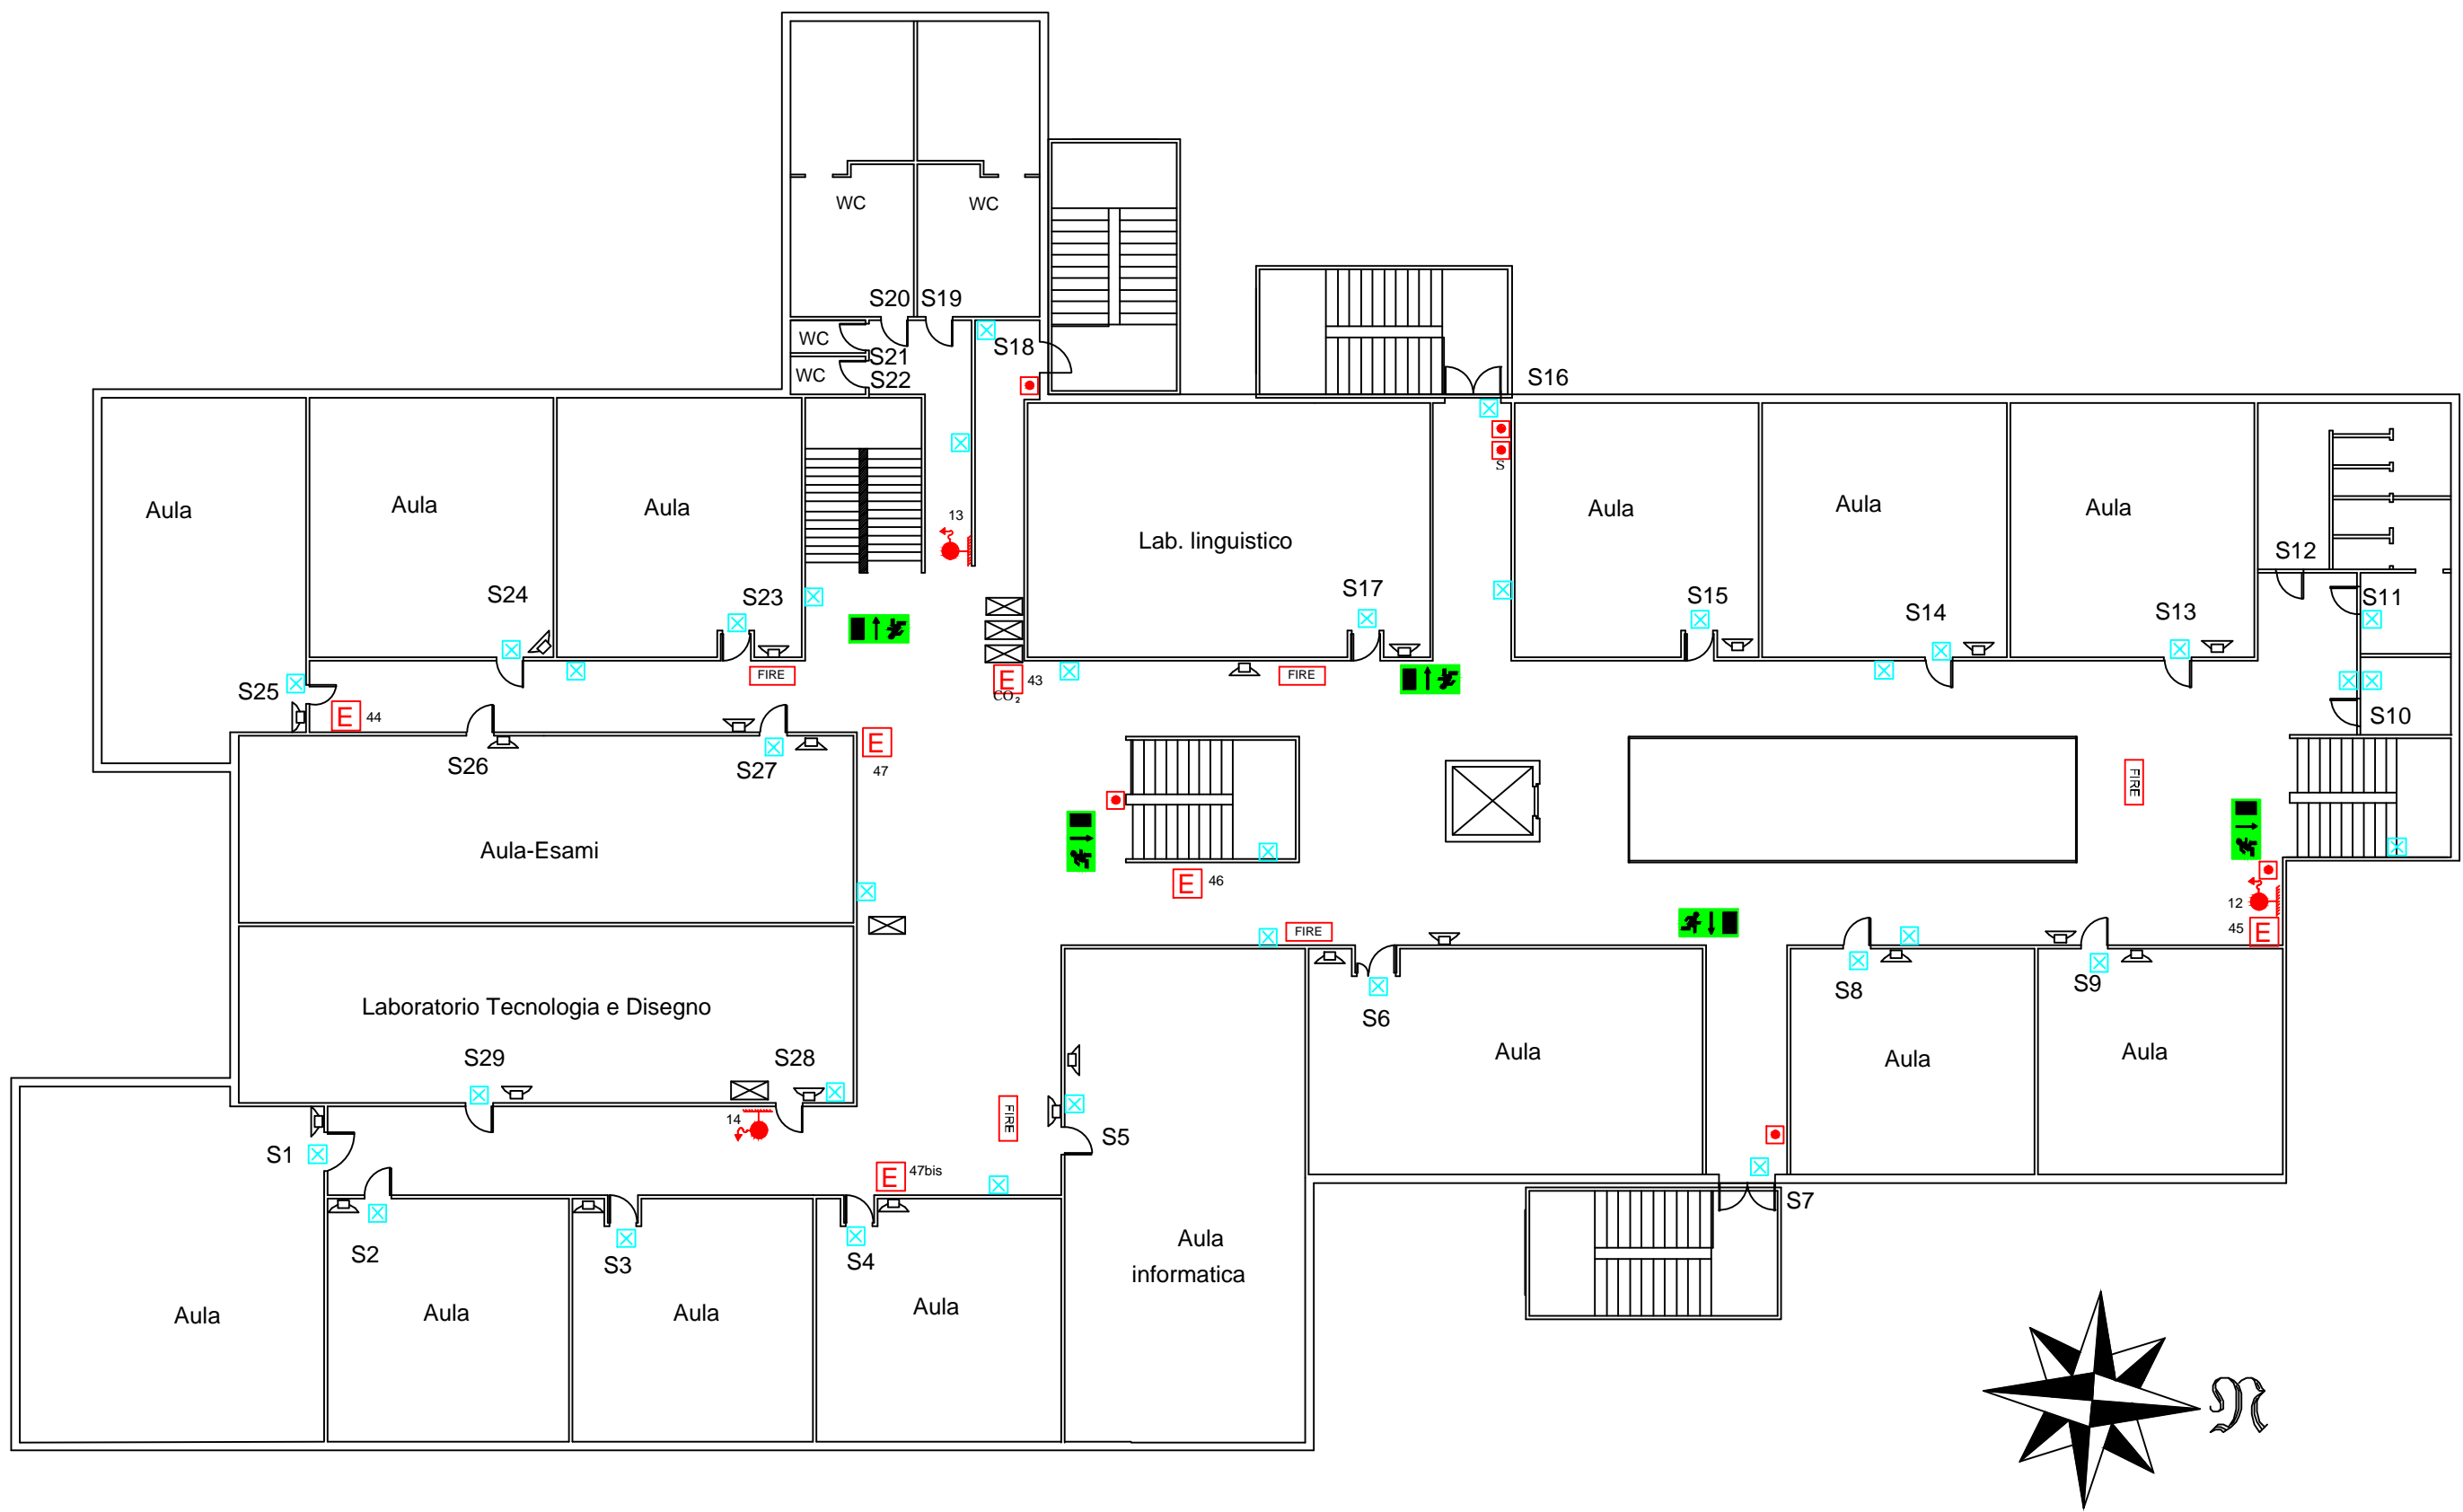 WC
WC
S20
S19
WC
S21
S18
WC
S22
S16
S
Aula
Aula
Aula
13
Lab. linguistico
Aula
Aula
Aula
S12
S24
S23
S17
S15
S14
S13
S11
S25
FIRE
E
43
CO₂
FIRE
E
44
S10
S26
S27
E
47
FIRE
Aula-Esami
E
46
12
45
E
FIRE
Laboratorio Tecnologia e Disegno
S6
S8
S9
S29
S28
Aula
Aula
Aula
14
FIRE
S1
S5
E
47bis
S7
S2
S3
S4
Aula
informatica
Aula
Aula
Aula
Aula
N